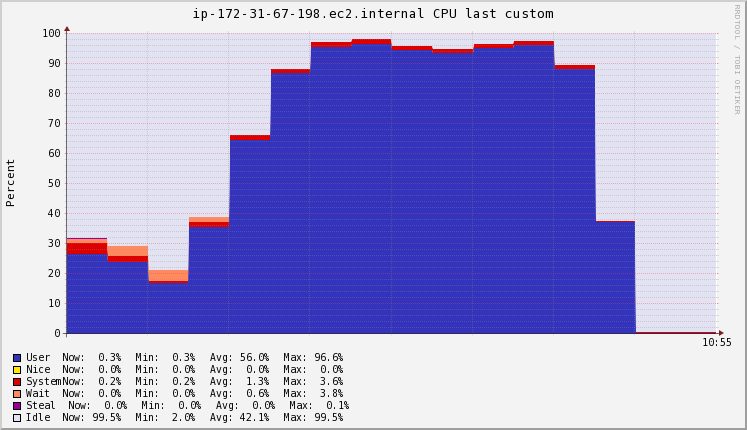 ip-172-31-67-198.ec2.internal CPU last custom
RRDTOOL / TOBI OETIKER
Percent
100
90
80
70
60
50
40
30
20
10
0
10:55
User Now: 0.3% Min: 0.3% Avg: 56.0% Max: 96.6%
Nice Now: 0.0% Min: 0.0% Avg: 0.0% Max: 0.0%
System Now: 0.2% Min: 0.2% Avg: 1.3% Max: 3.6%
Wait Now: 0.0% Min: 0.0% Avg: 0.6% Max: 3.8%
Steal Now: 0.0% Min: 0.0% Avg: 0.0% Max: 0.1%
Idle Now: 99.5% Min: 2.0% Avg: 42.1% Max: 99.5%